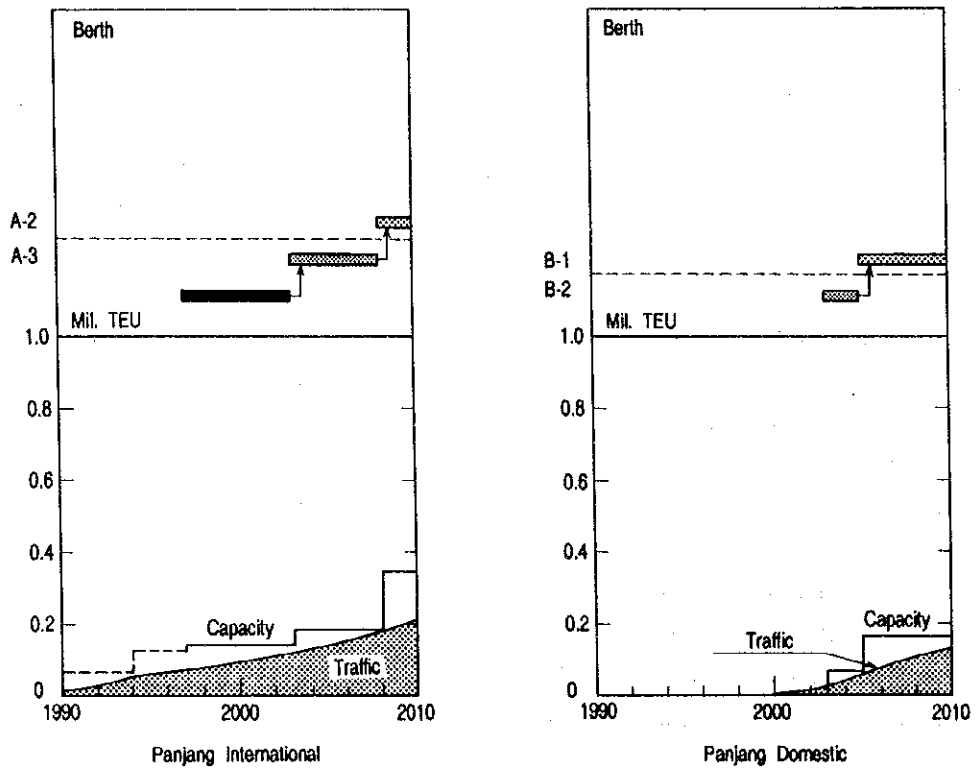 Berth
A-2
A-3
Mil. TEU
1.0
0.8
0.6
0.4
0.2
0
Capacity
Traffic
1990
2000
2010
Panjang International
Berth
B-1
B-2
Mil. TEU
1.0
0.8
0.6
0.4
0.2
0
Capacity
Traffic
1990
2000
2010
Panjang Domestic